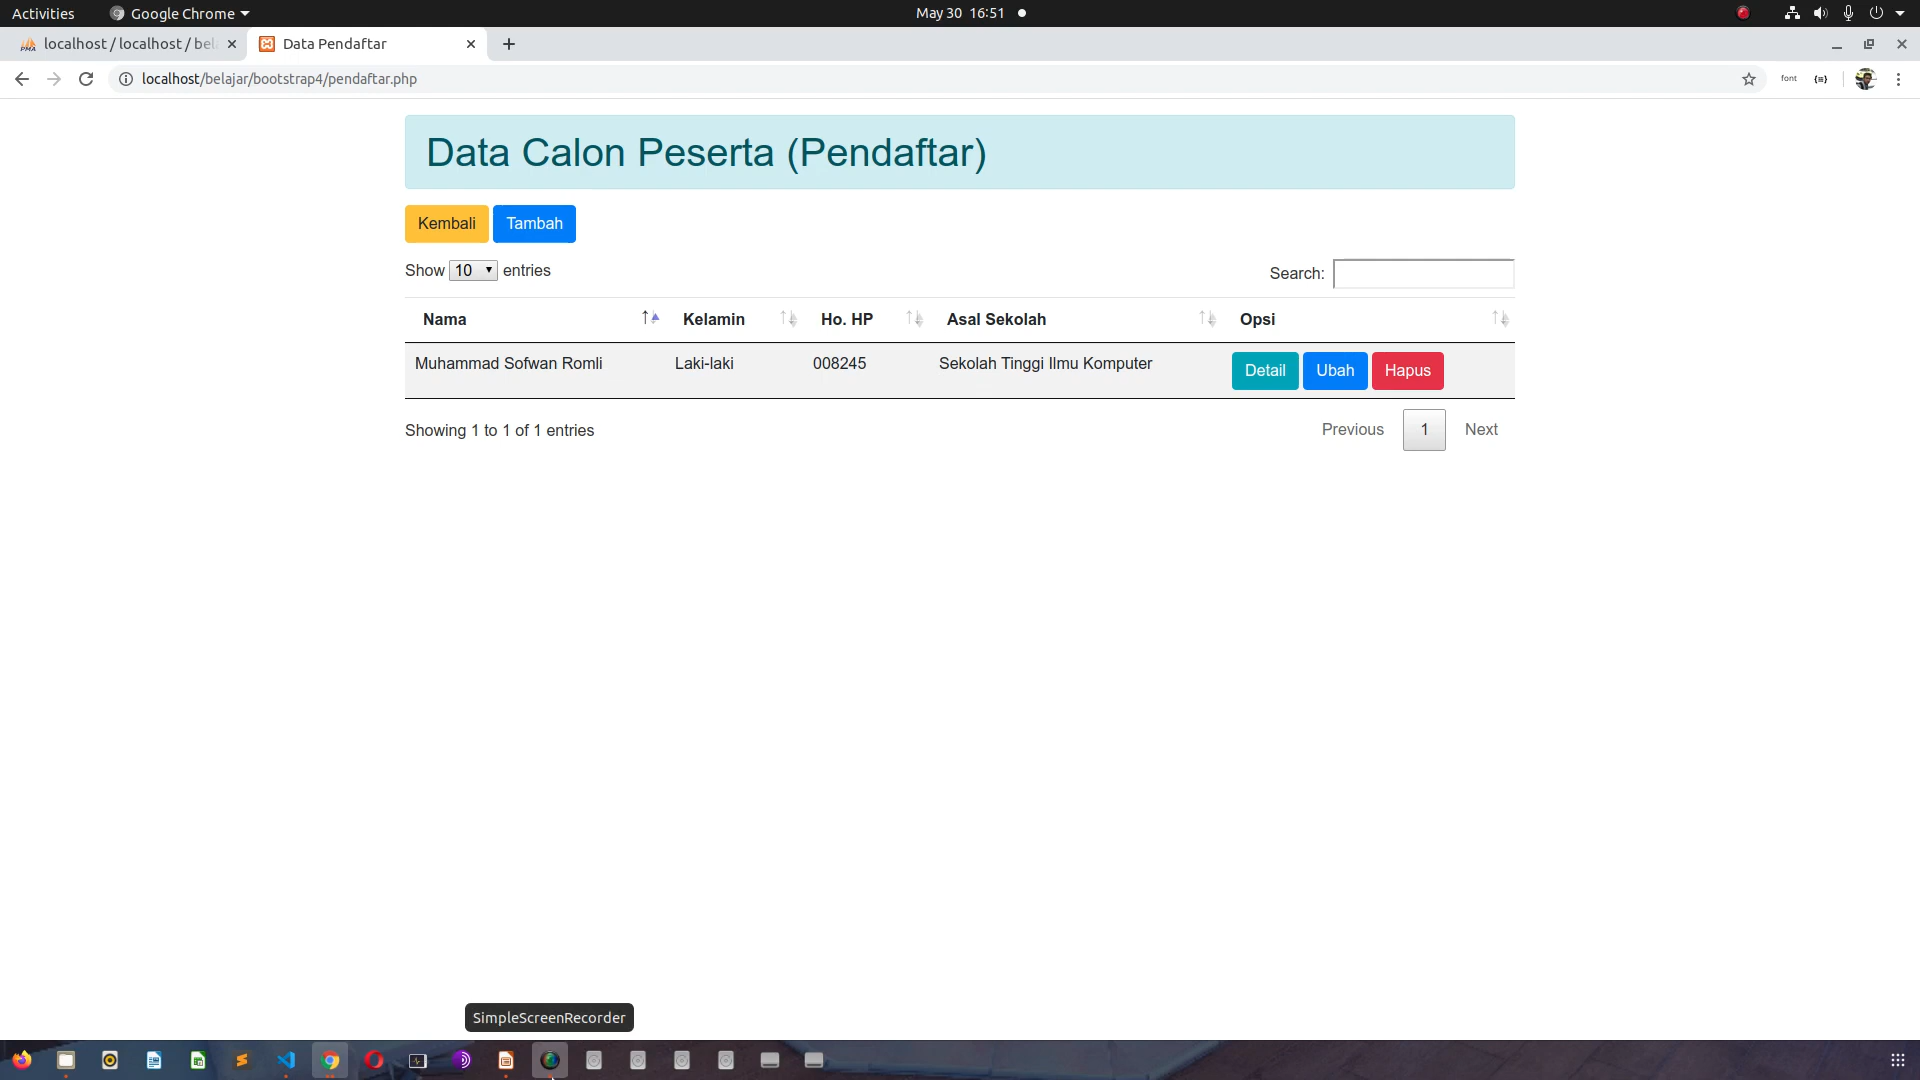 Activities Google Chrome May 30 16:51
localhost / localhost / bel Data Pendaftar
localhost/belajar/bootstrap4/pendaftar.php font
Data Calon Peserta (Pendaftar)
Kembali Tambah
Show 10 entries Search:
Nama Kelamin Ho. HP Asal Sekolah Opsi
Muhammad Sofwan Romli Laki-laki 008245 Sekolah Tinggi Ilmu Komputer Detail Ubah Hapus
Showing 1 to 1 of 1 entries Previous 1 Next
SimpleScreenRecorder